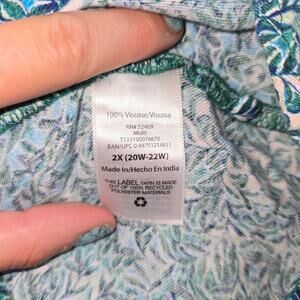 100% Viscose/Viscosa
RN# 52469
Multi
TS33100076670
EAN/UPC 0 88751214811
2X (20W-22W)
Made in/Hecho En India
THIS LABEL YARN IS MADE
OUT OF 100% RECYCLED
POLYESTER MATERIALS